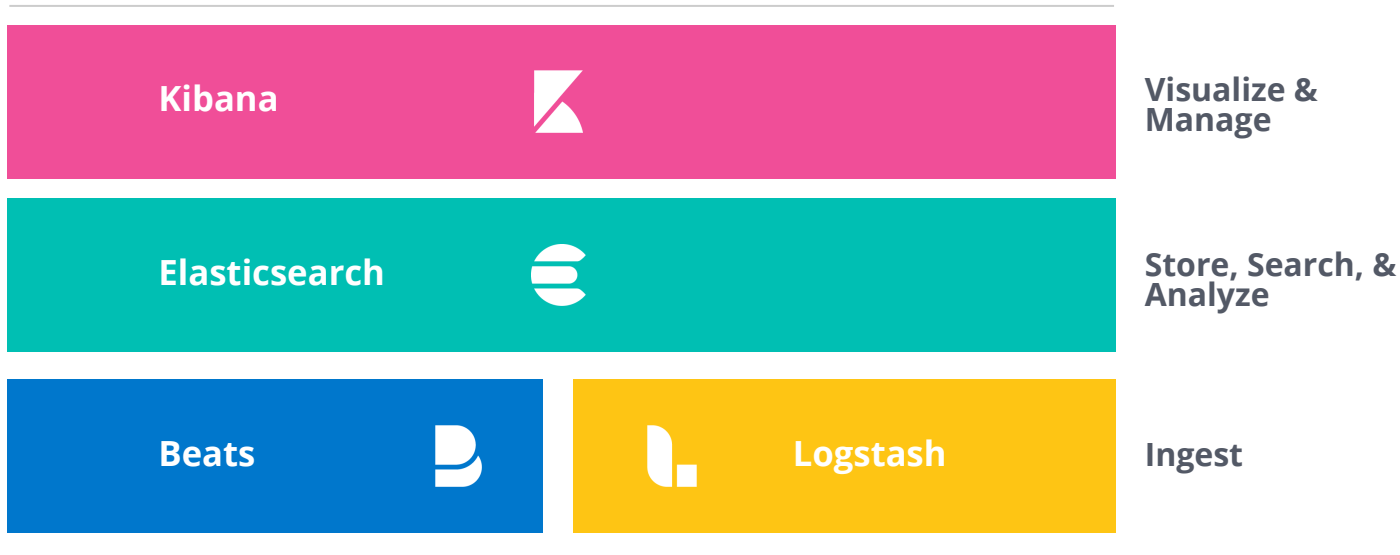 Kibana
Visualize &
Manage
Elasticsearch
Store, Search, &
Analyze
Beats
Logstash
Ingest